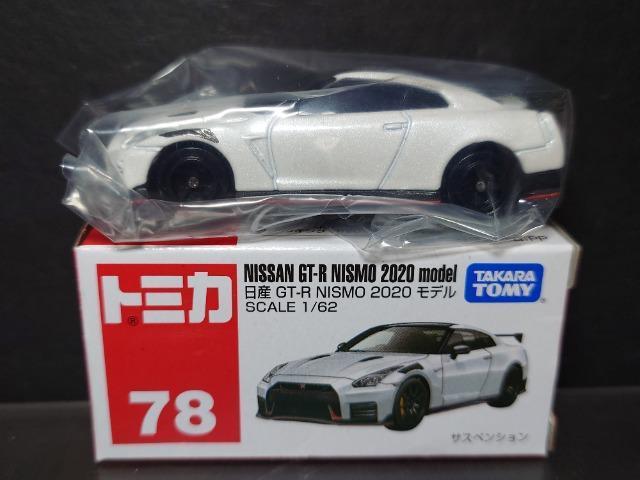 トミカ
78
NISSAN GT-R NISMO 2020 model
日産 GT-R NISMO 2020 モデル
SCALE 1/62
TAKARA
TOMY
サスペンション